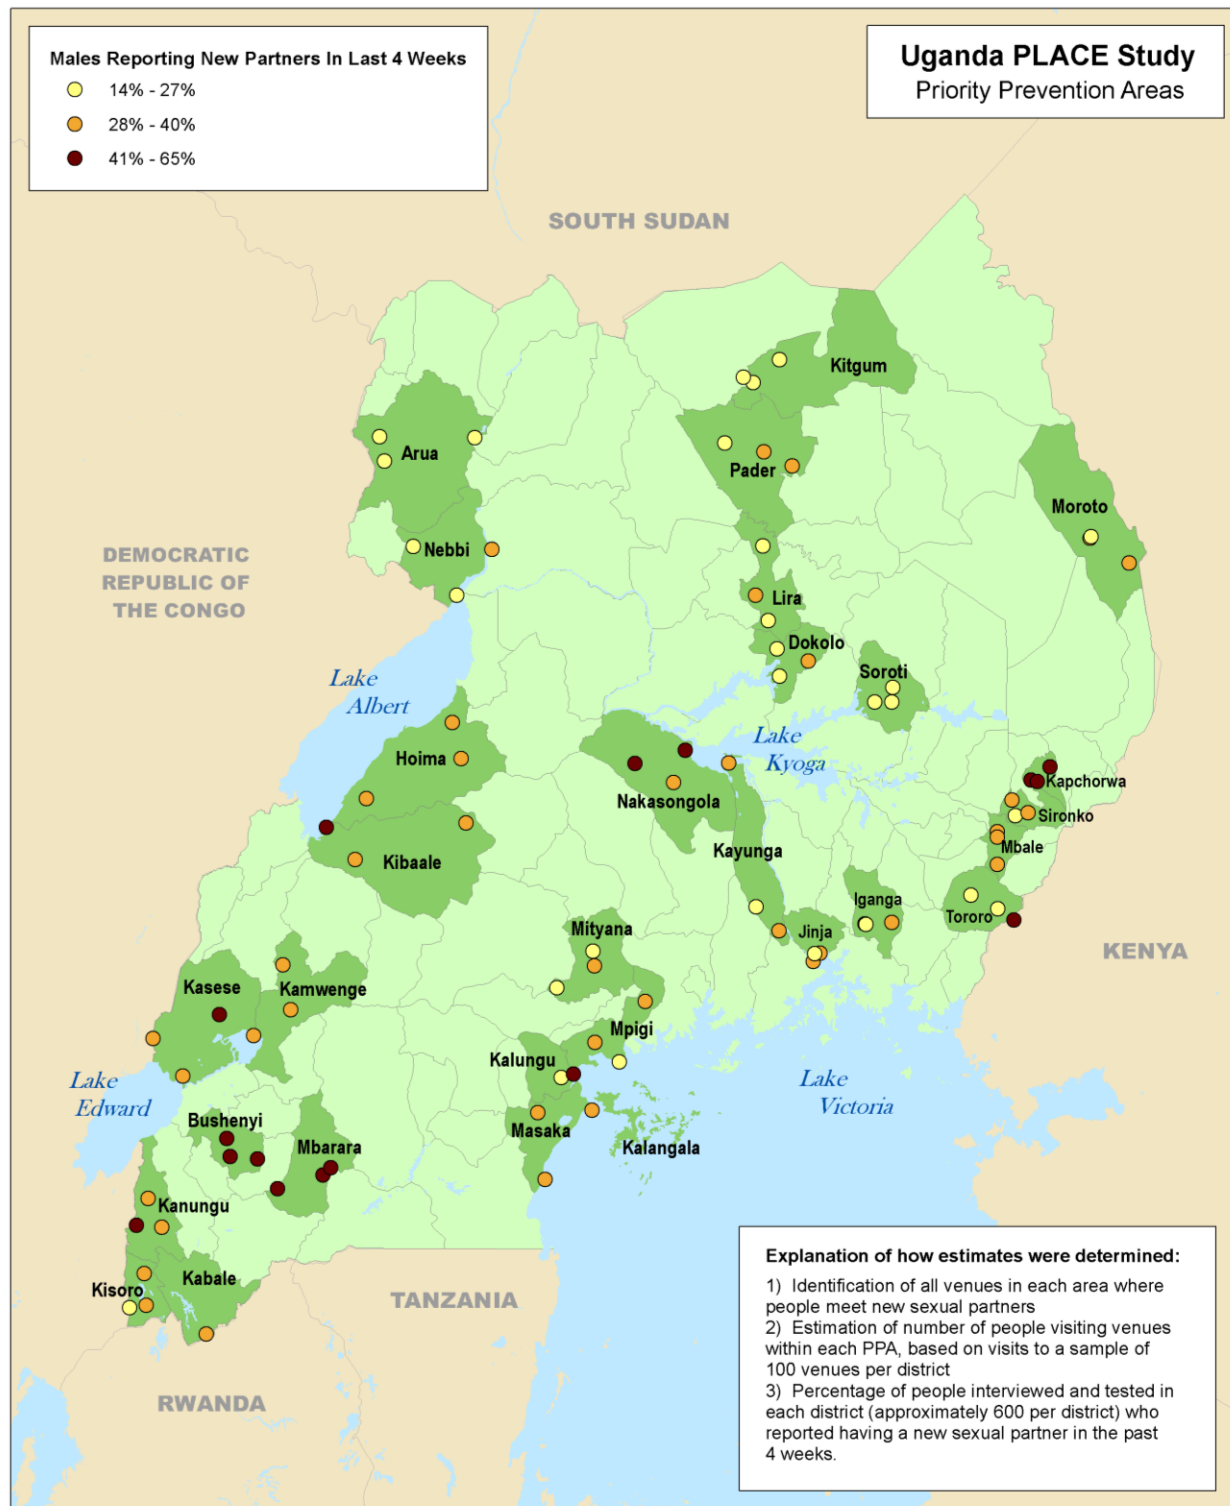 Males Reporting New Partners In Last 4 Weeks
14% - 27%
28% - 40%
41% - 65%
Uganda PLACE Study
Priority Prevention Areas
SOUTH SUDAN
Kitgum
Arua
Pader
Moroto
Nebbi
DEMOCRATIC
REPUBLIC OF
THE CONGO
Lira
Dokolo
Soroti
Lake
Albert
Hoima
Lake
Kyoga
Nakasongola
Kapchorwa
Sironko
Mbale
Kibaale
Kayunga
Iganga
Tororo
Jinja
Mityana
KENYA
Kasese
Kamwenge
Mpigi
Kalungu
Lake
Edward
Lake
Victoria
Bushenyi
Mbarara
Masaka
Kalangala
Kanungu
Kabale
Kisoro
TANZANIA
RWANDA
Explanation of how estimates were determined:
1) Identification of all venues in each area where
people meet new sexual partners
2) Estimation of number of people visiting venues
within each PPA, based on visits to a sample of
100 venues per district
3) Percentage of people interviewed and tested in
each district (approximately 600 per district) who
reported having a new sexual partner in the past
4 weeks.